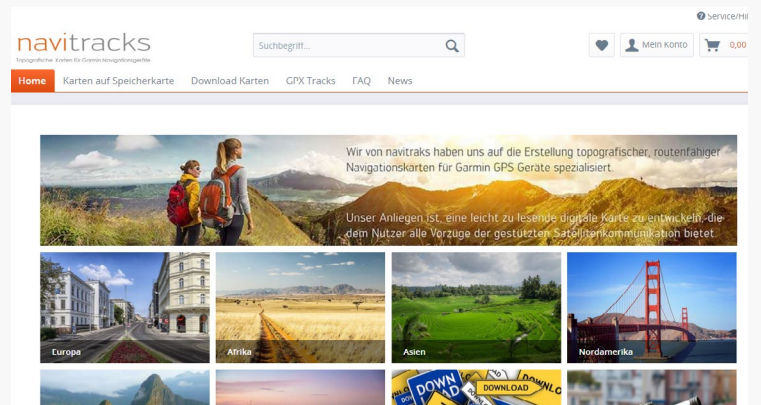 Service/Hil
navitracks
Topografische Karten für Garmin Navigationsgeräte
Suchbegriff...
Mein Konto
0,00
Home Karten auf Speicherkarte Download Karten GPX Tracks FAQ News
Wir von navitraks haben uns auf die Erstellung topografischer, routenfähiger
Navigationskarten für Garmin GPS Geräte spezialisiert.
Unser Anliegen ist, eine leicht zu lesende digitale Karte zu entwickeln, die
dem Nutzer alle Vorzüge der gestützten Satellitenkommunikation bietet.
Europa Afrika Asien Nordamerika
DOWN
DOWNLOAD